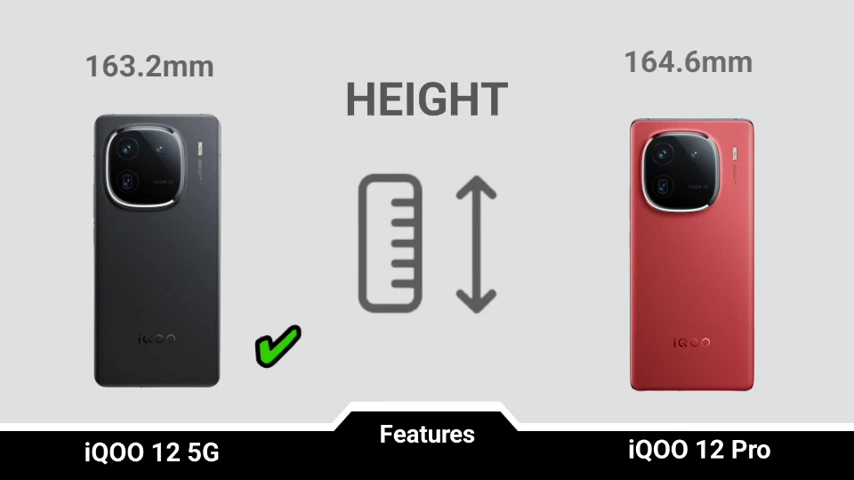 163.2mm
HEIGHT
164.6mm
iQOO
iQOO
Features
iQOO 12 5G
iQOO 12 Pro